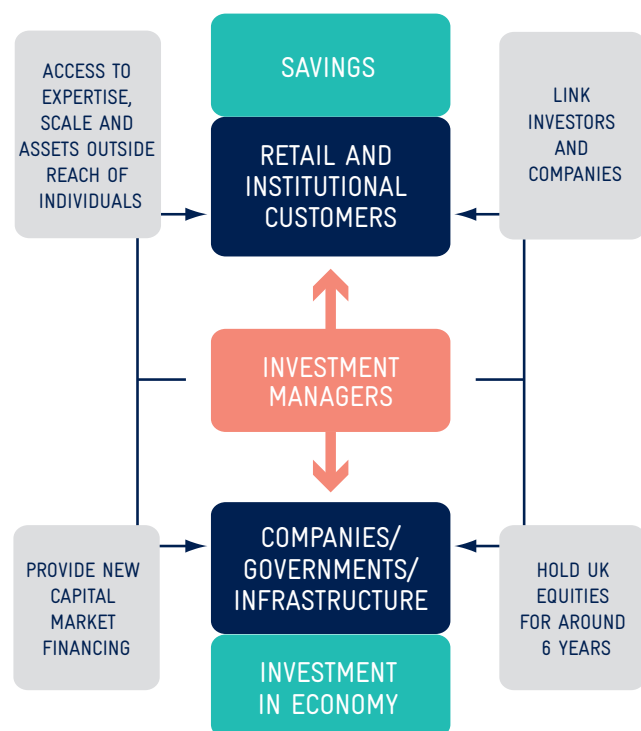 ACCESS TO
EXPERTISE,
SCALE AND
ASSETS OUTSIDE
REACH OF
INDIVIDUALS
SAVINGS
RETAIL AND
INSTITUTIONAL
CUSTOMERS
LINK
INVESTORS
AND
COMPANIES
INVESTMENT
MANAGERS
PROVIDE NEW
CAPITAL
MARKET
FINANCING
COMPANIES/
GOVERNMENTS/
INFRASTRUCTURE
HOLD UK
EQUITIES
FOR AROUND
6 YEARS
INVESTMENT
IN ECONOMY